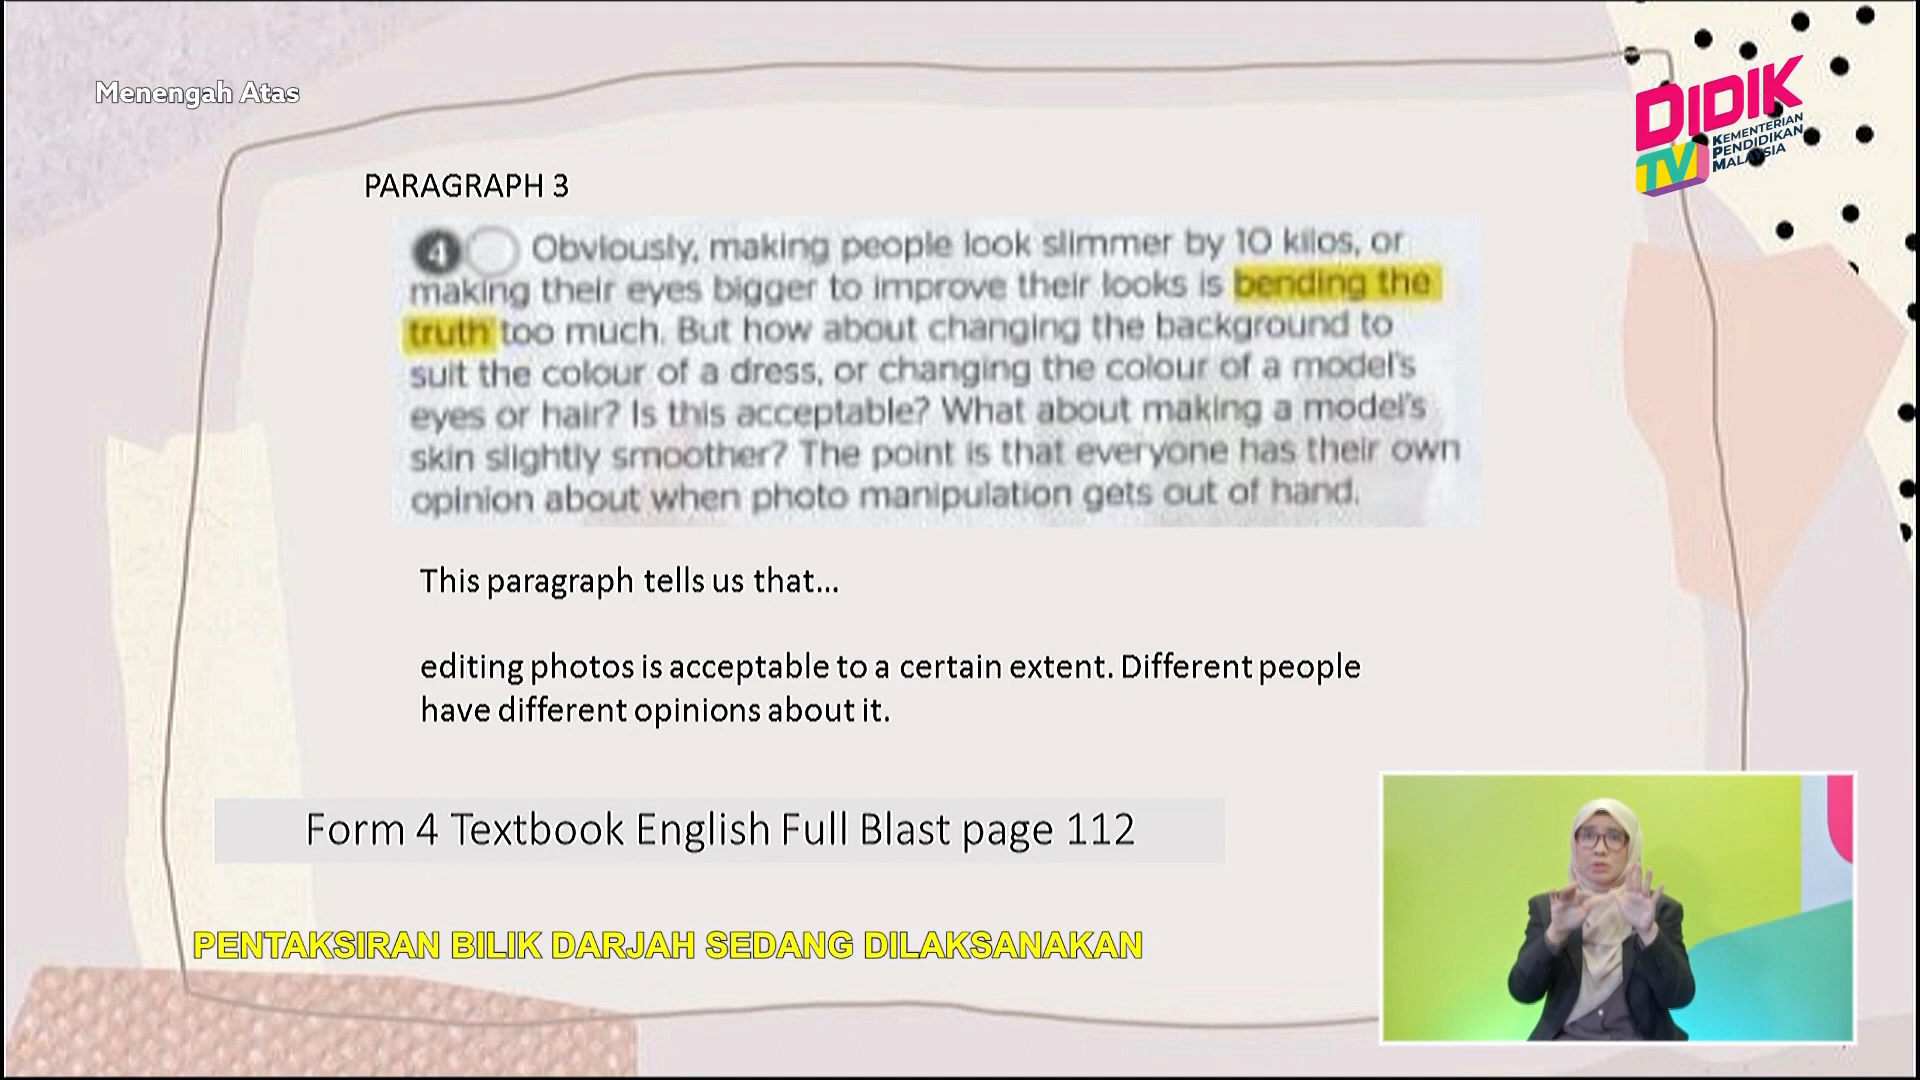 Menengah Atas
DIDIK
TV
KEMENTERIAN
PENDIDIKAN
MALAYSIA
PARAGRAPH 3
4 Obviously, making people look slimmer by 10 kilos, or
making their eyes bigger to improve their looks is bending the
truth too much. But how about changing the background to
suit the colour of a dress, or changing the colour of a model's
eyes or hair? Is this acceptable? What about making a model's
skin slightly smoother? The point is that everyone has their own
opinion about when photo manipulation gets out of hand.
This paragraph tells us that...
editing photos is acceptable to a certain extent. Different people
have different opinions about it.
Form 4 Textbook English Full Blast page 112
PENTAKSIRAN BILIK DARJAH SEDANG DILAKSANAKAN